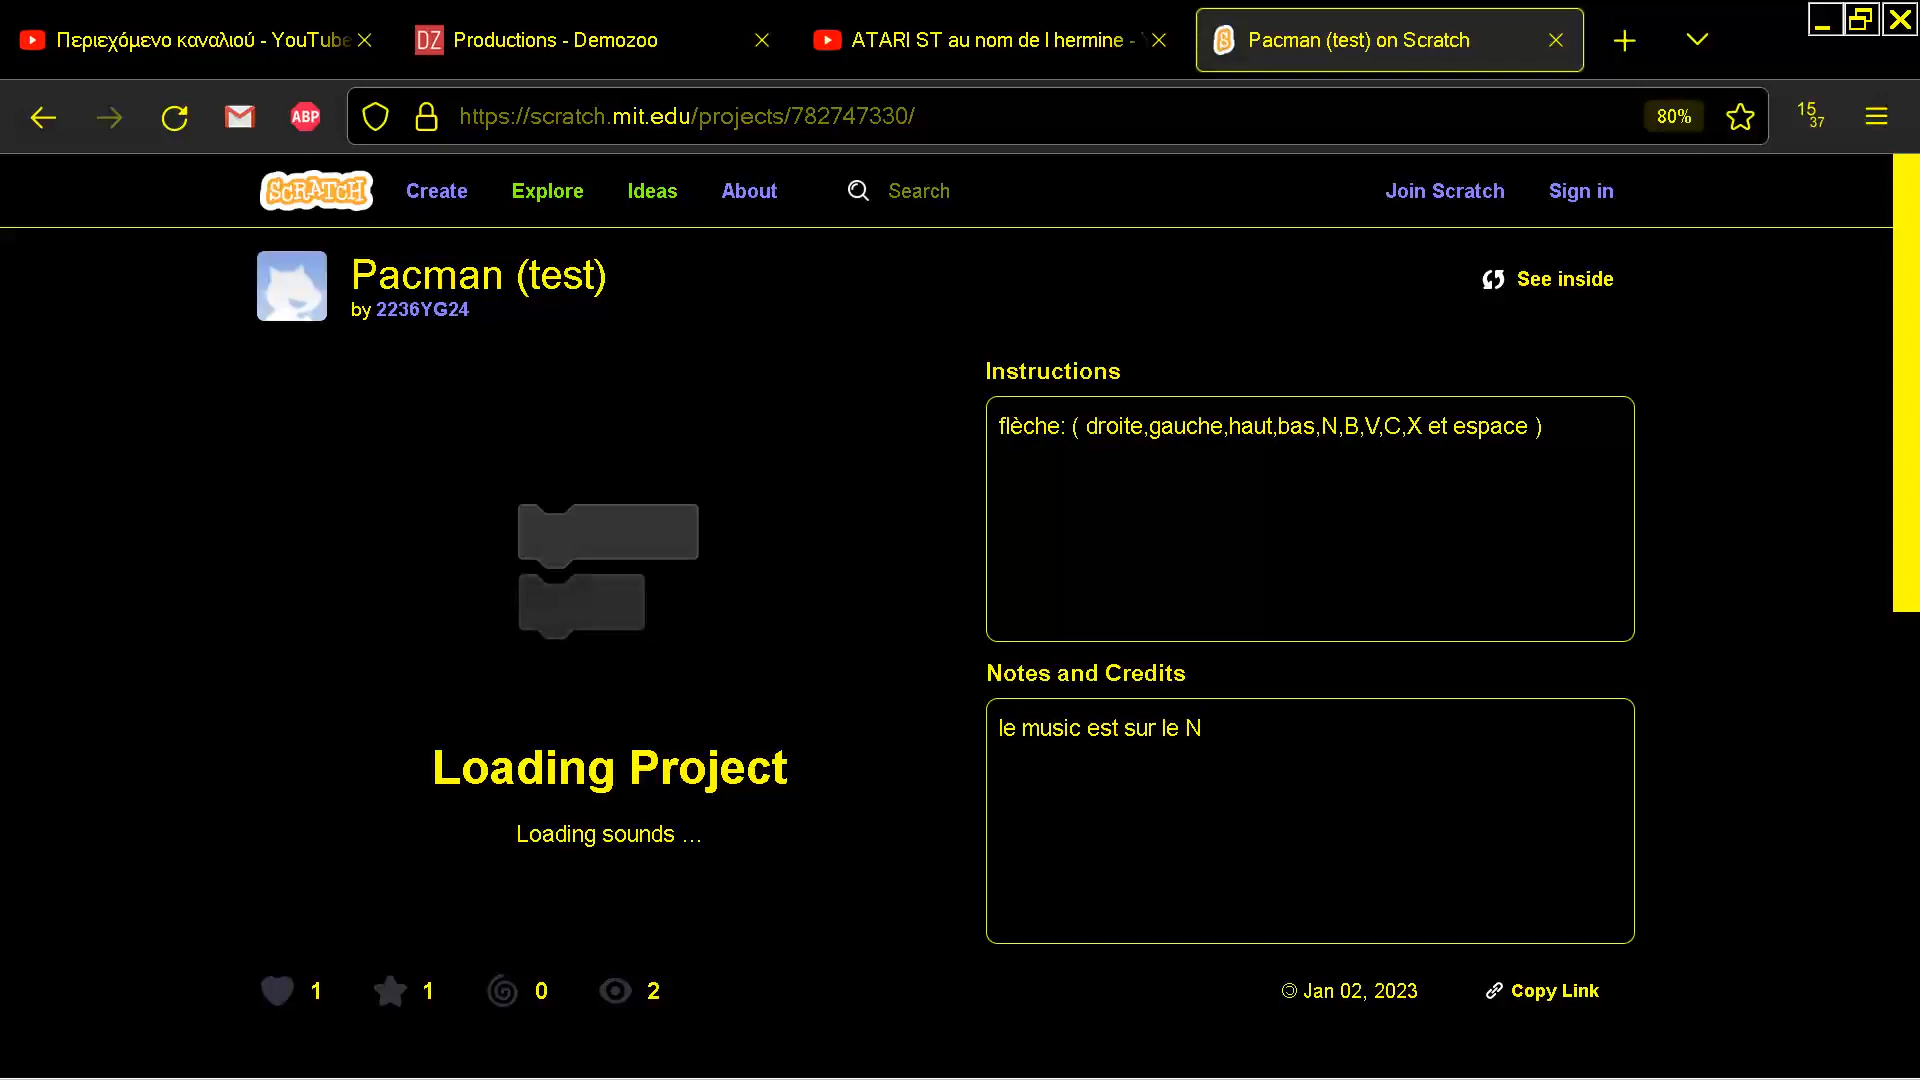 Περιεχόμενο καναλιού - YouTube
DZ Productions - Demozoo
ATARI ST au nom de l hermine -
Pacman (test) on Scratch
ABP
https://scratch.mit.edu/projects/782747330/
80%
15
37
SCRATCH
Create
Explore
Ideas
About
Search
Join Scratch
Sign in
Pacman (test)
by 2236YG24
See inside
Instructions
flèche: ( droite,gauche,haut,bas,N,B,V,C,X et espace )
Notes and Credits
le music est sur le N
Loading Project
Loading sounds …
1
1
0
2
© Jan 02, 2023
Copy Link